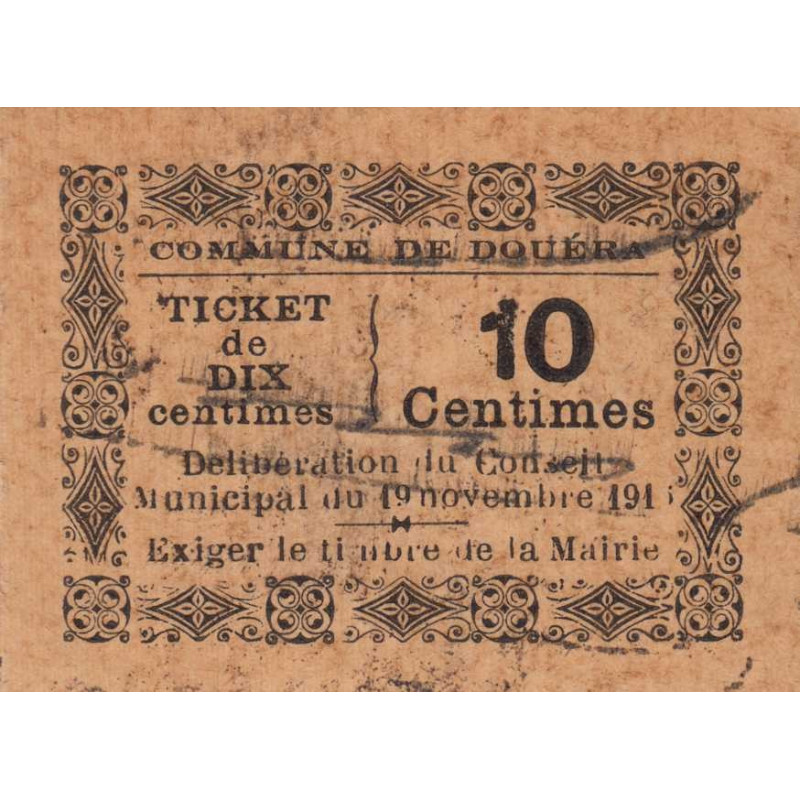 COMMUNE DE DOUÉRA
TICKET
de
DIX
centimes
10
Centimes
Délibération du Conseil
Municipal du 19 novembre
Exiger le timbre de la Mairie